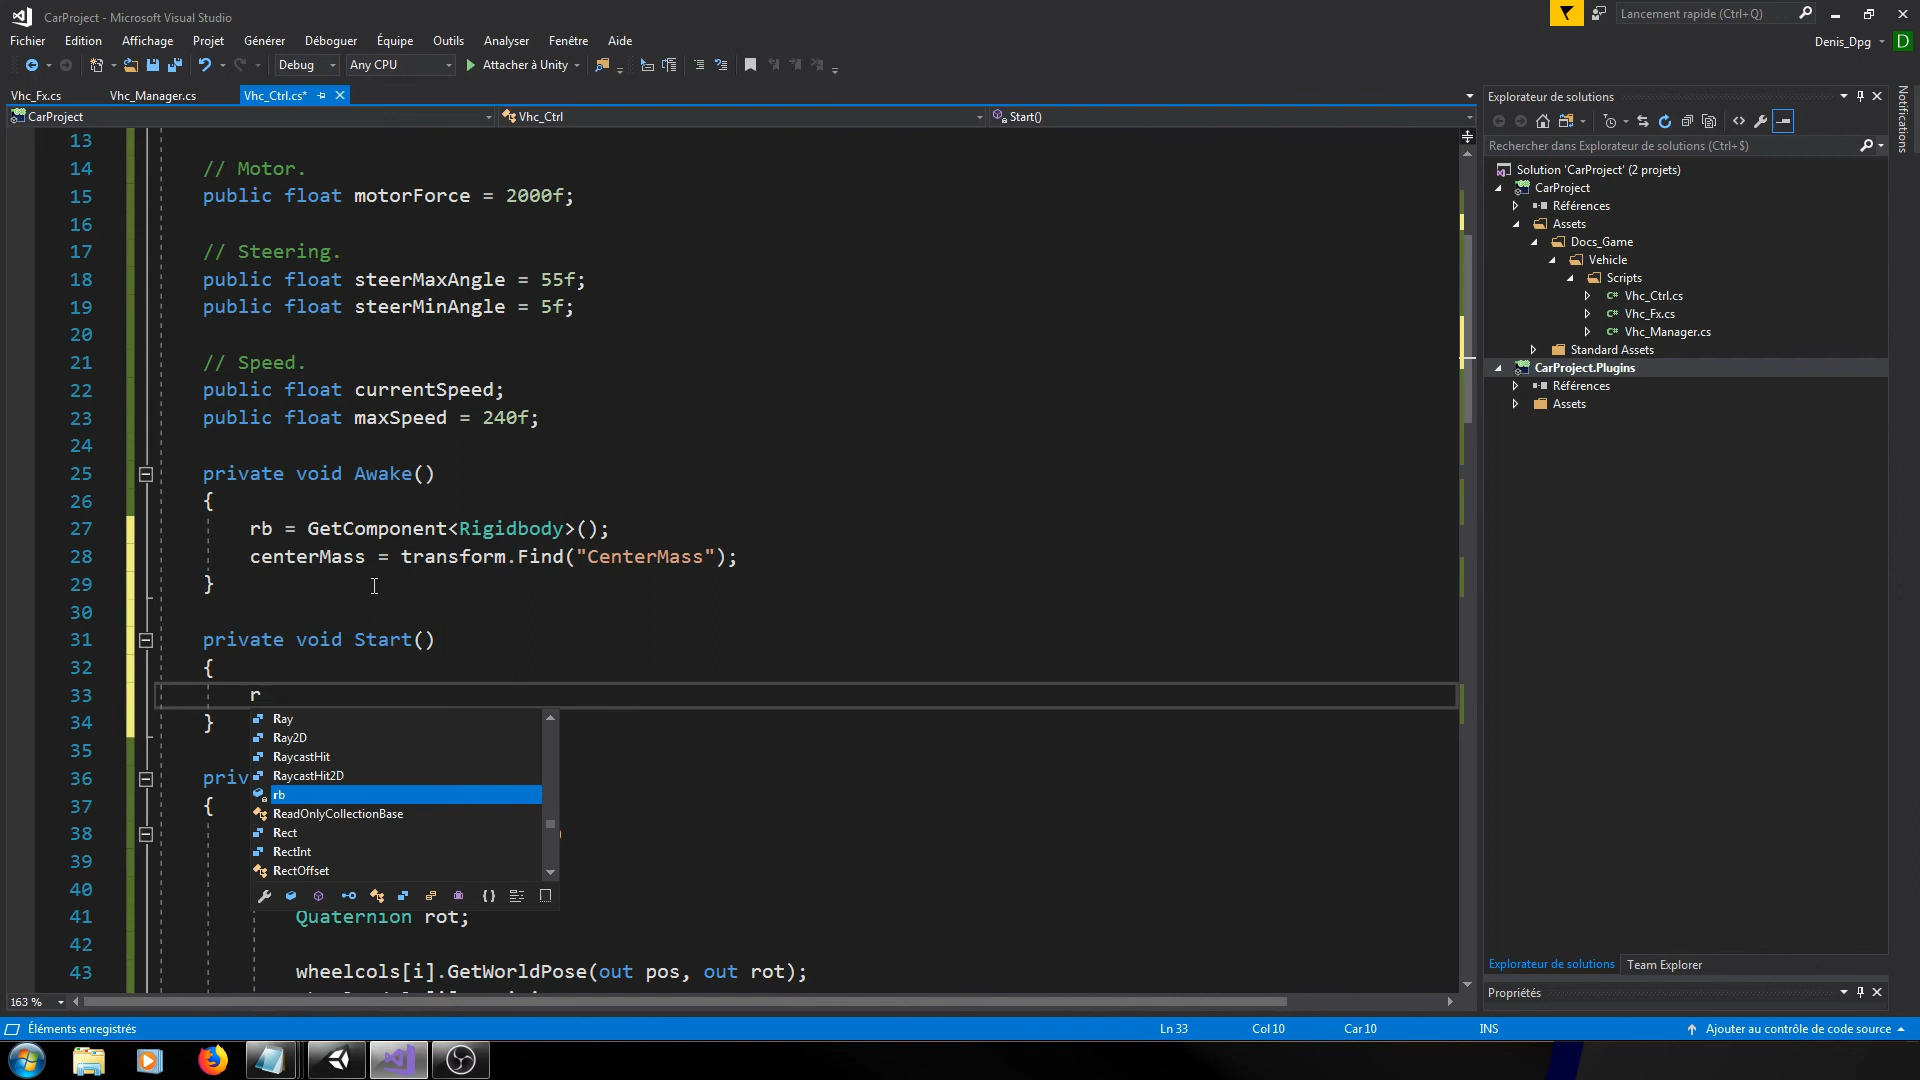 CarProject - Microsoft Visual Studio
Lancement rapide (Ctrl+Q)
Fichier Edition Affichage Projet Générer Déboguer Équipe Outils Analyser Fenêtre Aide
Denis_Dpg D
Debug Any CPU Attacher à Unity
Vhc_Fx.cs Vhc_Manager.cs Vhc_Ctrl.cs*
CarProject Vhc_Ctrl Start()
13
14 // Motor.
15 public float motorForce = 2000f;
16
17 // Steering.
18 public float steerMaxAngle = 55f;
19 public float steerMinAngle = 5f;
20
21 // Speed.
22 public float currentSpeed;
23 public float maxSpeed = 240f;
24
25 private void Awake()
26 {
27 rb = GetComponent<Rigidbody>();
28 centerMass = transform.Find("CenterMass");
29 }
30
31 private void Start()
32 {
33 r
34 }
35
36 priv
37 {
38 )
39
40
41 Quaternion rot;
42
43 wheelcols[i].GetWorldPose(out pos, out rot);
Ray
Ray2D
RaycastHit
RaycastHit2D
rb
ReadOnlyCollectionBase
Rect
RectInt
RectOffset
163 %
Explorateur de solutions
Rechercher dans Explorateur de solutions (Ctrl+$)
Solution 'CarProject' (2 projets)
CarProject
Références
Assets
Docs_Game
Vehicle
Scripts
Vhc_Ctrl.cs
Vhc_Fx.cs
Vhc_Manager.cs
Standard Assets
CarProject.Plugins
Références
Assets
Explorateur de solutions Team Explorer
Propriétés
Notifications
Éléments enregistrés Ln 33 Col 10 Car 10 INS Ajouter au contrôle de code source